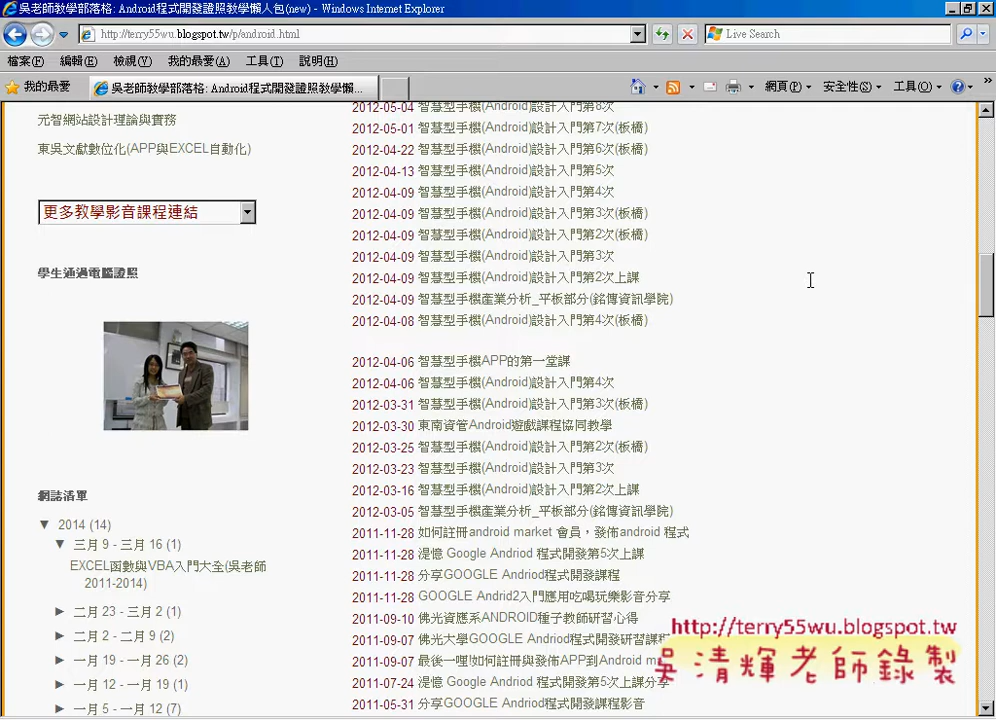 吳老師教學部落格: Android程式開發證照教學懶人包(new) - Windows Internet Explorer
http://terry55wu.blogspot.tw/p/android.html
Live Search
檔案(F) 編輯(E) 檢視(V) 我的最愛(A) 工具(T) 說明(H)
我的最愛
吳老師教學部落格: Android程式開發證照教學懶...
網頁(P) 安全性(S) 工具(O)
元智網站設計理論與實務
東吳文獻數位化(APP與EXCEL自動化)
更多教學影音課程連結
學生通過電腦證照
網誌清單
▼ 2014 (14)
▼ 三月 9 - 三月 16 (1)
EXCEL函數與VBA入門大全(吳老師
2011-2014)
► 二月 23 - 三月 2 (1)
► 二月 2 - 二月 9 (2)
► 一月 19 - 一月 26 (2)
► 一月 12 - 一月 19 (1)
► 一月 5 - 一月 12 (7)
2012-05-04 智慧型手機(Android)設計入門第8次
2012-05-01 智慧型手機(Android)設計入門第7次(板橋)
2012-04-22 智慧型手機(Android)設計入門第6次(板橋)
2012-04-13 智慧型手機(Android)設計入門第5次
2012-04-09 智慧型手機(Android)設計入門第4次
2012-04-09 智慧型手機(Android)設計入門第3次(板橋)
2012-04-09 智慧型手機(Android)設計入門第2次(板橋)
2012-04-09 智慧型手機(Android)設計入門第3次
2012-04-09 智慧型手機(Android)設計入門第2次上課
2012-04-09 智慧型手機產業分析_平板部分(銘傳資訊學院)
2012-04-08 智慧型手機(Android)設計入門第4次(板橋)
2012-04-06 智慧型手機APP的第一堂課
2012-04-06 智慧型手機(Android)設計入門第4次
2012-03-31 智慧型手機(Android)設計入門第3次(板橋)
2012-03-30 東南資管Android遊戲課程協同教學
2012-03-25 智慧型手機(Android)設計入門第2次(板橋)
2012-03-23 智慧型手機(Android)設計入門第3次
2012-03-16 智慧型手機(Android)設計入門第2次上課
2012-03-05 智慧型手機產業分析_平板部分(銘傳資訊學院)
2011-11-28 如何註冊android market 會員，發佈android 程式
2011-11-28 湜憶 Google Andriod 程式開發第5次上課
2011-11-28 分享GOOGLE Andriod程式開發課程
2011-11-28 GOOGLE Andrid2入門應用吃喝玩樂影音分享
2011-09-10 佛光資應系ANDROID種子教師研習心得
2011-09-07 佛光大學GOOGLE Andriod程式開發研習課程
2011-09-07 最後一哩!如何註冊與發佈APP到Android m
2011-07-24 湜憶 Google Andriod 程式開發第5次上課分享
2011-05-31 分享GOOGLE Andriod程式開發課程影音
http://terry55wu.blogspot.tw
吳清輝老師錄製